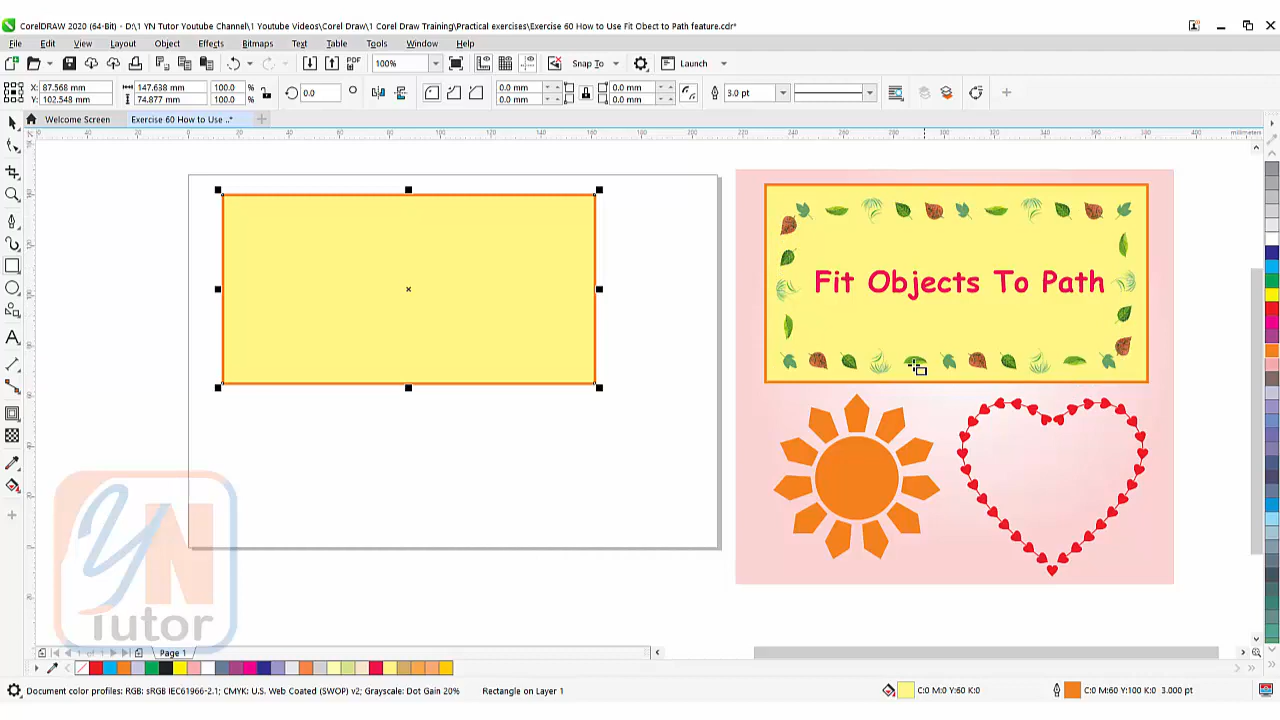 CorelDRAW 2020 (64-Bit) - D:\1 YN Tutor Youtube Channel\1 Youtube Videos\Corel Draw\1 Corel Draw Training\Practical exercises\Exercise 60 How to Use Fit Obect to Path feature.cdr*
File Edit View Layout Object Effects Bitmaps Text Table Tools Window Help
PDF 100% Snap To Launch
X: 87.568 mm 147.638 mm 100.0 % 0.0 0.0 mm 0.0 mm 3.0 pt
Y: 102.548 mm 74.877 mm 100.0 % 0.0 mm 0.0 mm
Welcome Screen Exercise 60 How to Use ..*
millimeters
Fit Objects To Path
YN
Tutor
1 of 1 Page 1
Document color profiles: RGB: sRGB IEC61966-2.1; CMYK: U.S. Web Coated (SWOP) v2; Grayscale: Dot Gain 20% Rectangle on Layer 1 C:0 M:0 Y:60 K:0 C:0 M:60 Y:100 K:0 3.000 pt